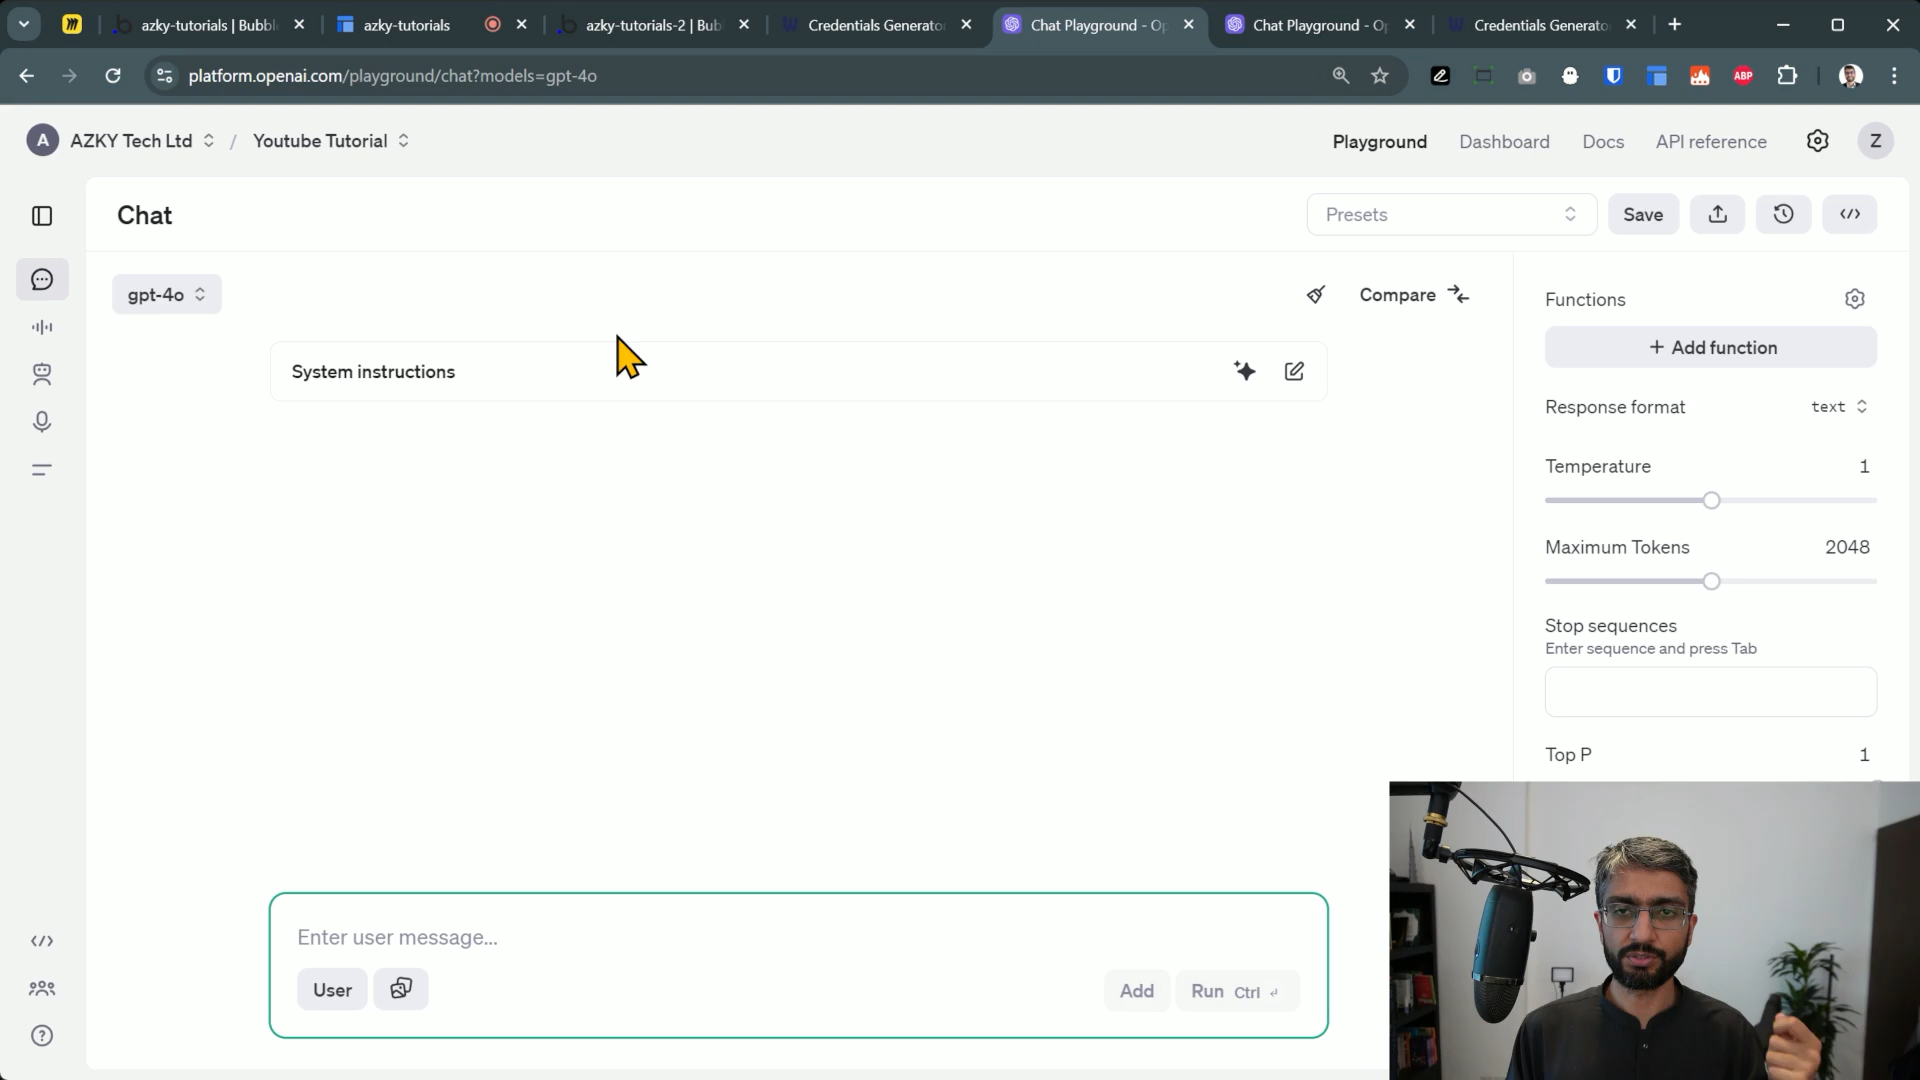 azky-tutorials | Bubbl
azky-tutorials
azky-tutorials-2 | Bub
Credentials Generator
Chat Playground - Op
Chat Playground - Op
Credentials Generato
platform.openai.com/playground/chat?models=gpt-4o
ABP
A
AZKY Tech Ltd
/
Youtube Tutorial
Playground
Dashboard
Docs
API reference
Z
Chat
Presets
Save
gpt-4o
Compare
Functions
System instructions
+ Add function
Response format
text
Temperature
1
Maximum Tokens
2048
Stop sequences
Enter sequence and press Tab
Top P
1
Enter user message...
User
Add
Run Ctrl ↵